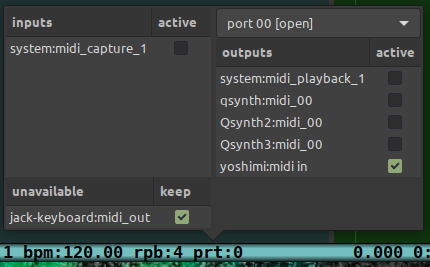 inputs active
system:midi_capture_1
unavailable keep
jack-keyboard:midi_out
port 00 [open]
outputs active
system:midi_playback_1
qsynth:midi_00
Qsynth2:midi_00
Qsynth3:midi_00
yoshimi:midi in
1 bpm:120.00 rpb:4 prt:0 0.000 0: